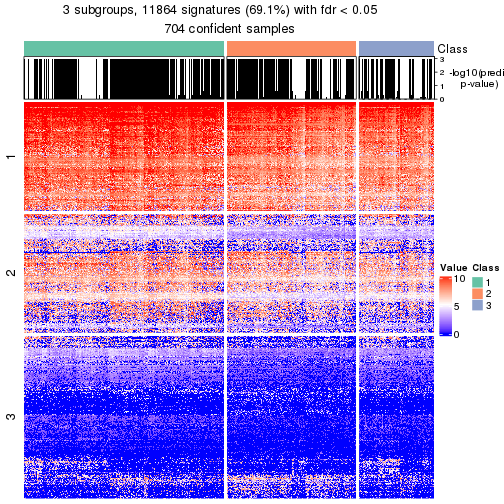 3 subgroups, 11864 signatures (69.1%) with fdr < 0.05
704 confident samples
Class
3
2
1
0
-log10(predi
p-value)
1
2
3
Value Class
10 1
5 2
0 3